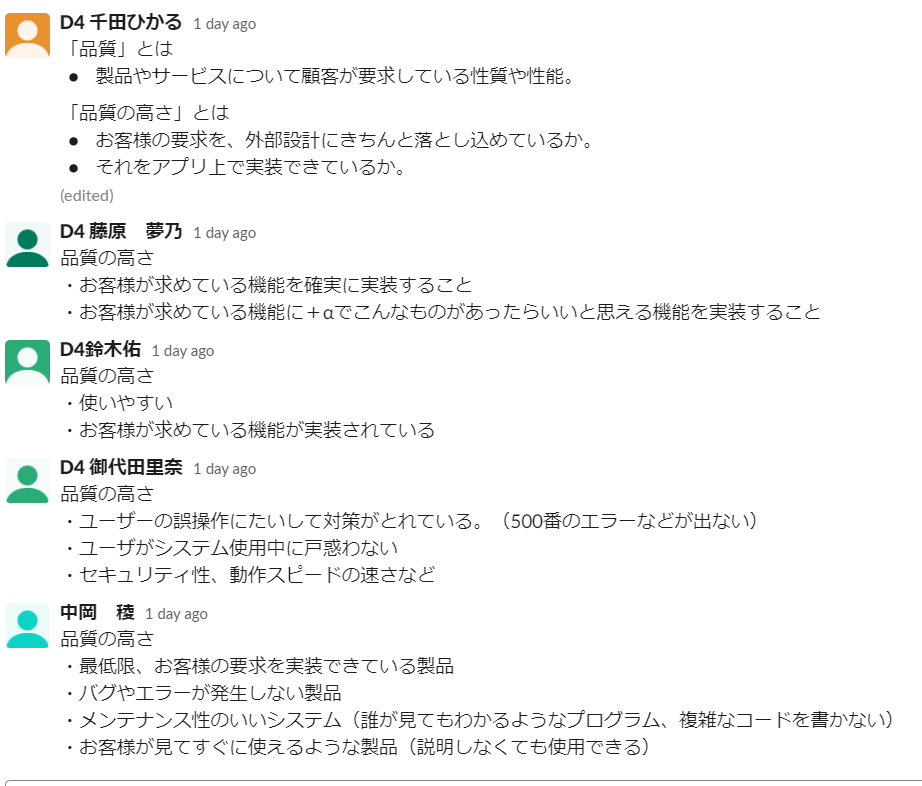 D4 千田ひかる 1 day ago
「品質」とは
● 製品やサービスについて顧客が要求している性質や性能。
「品質の高さ」とは
● お客様の要求を、外部設計にきちんと落とし込めているか。
● それをアプリ上で実装できているか。
(edited)
D4 藤原　夢乃 1 day ago
品質の高さ
・お客様が求めている機能を確実に実装すること
・お客様が求めている機能に＋αでこんなものがあったらいいと思える機能を実装すること
D4鈴木佑 1 day ago
品質の高さ
・使いやすい
・お客様が求めている機能が実装されている
D4 御代田里奈 1 day ago
品質の高さ
・ユーザーの誤操作にたいして対策がとれている。（500番のエラーなどが出ない）
・ユーザがシステム使用中に戸惑わない
・セキュリティ性、動作スピードの速さなど
中岡　稜 1 day ago
品質の高さ
・最低限、お客様の要求を実装できている製品
・バグやエラーが発生しない製品
・メンテナンス性のいいシステム（誰が見てもわかるようなプログラム、複雑なコードを書かない）
・お客様が見てすぐに使えるような製品（説明しなくても使用できる）